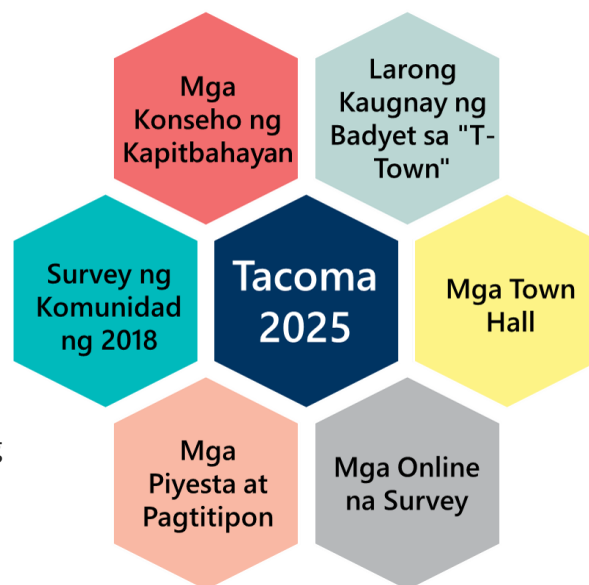 Mga
Konseho ng
Kapitbahayan
Larong
Kaugnay ng
Badyet sa "T-
Town"
Survey ng
Komunidad
ng 2018
Tacoma
2025
Mga Town
Hall
Mga
Piyesta at
Pagtitipon
Mga Online
na Survey